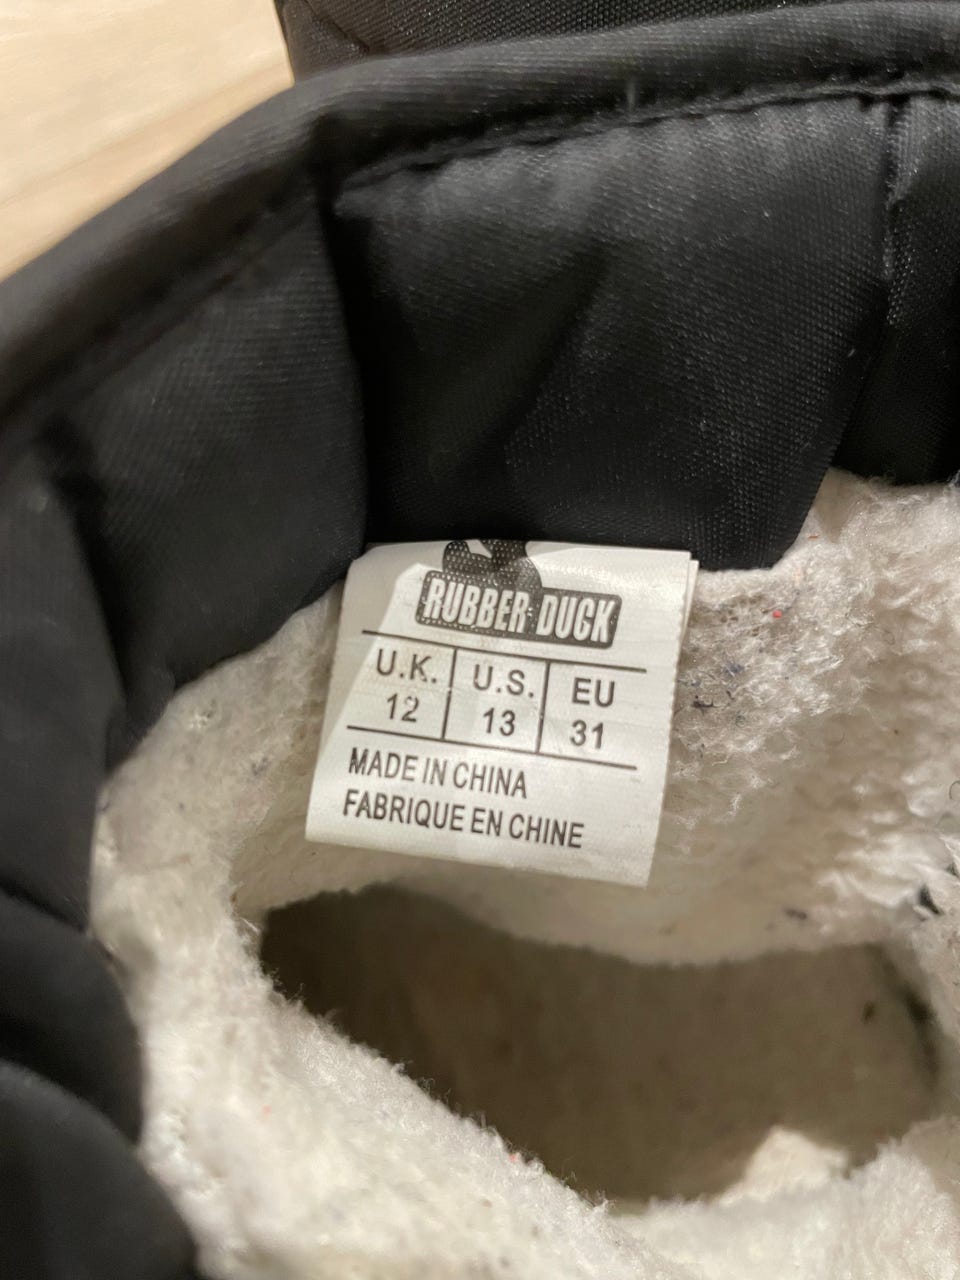 RUBBER DUCK
U.K. U.S. EU
12 13 31
MADE IN CHINA
FABRIQUE EN CHINE